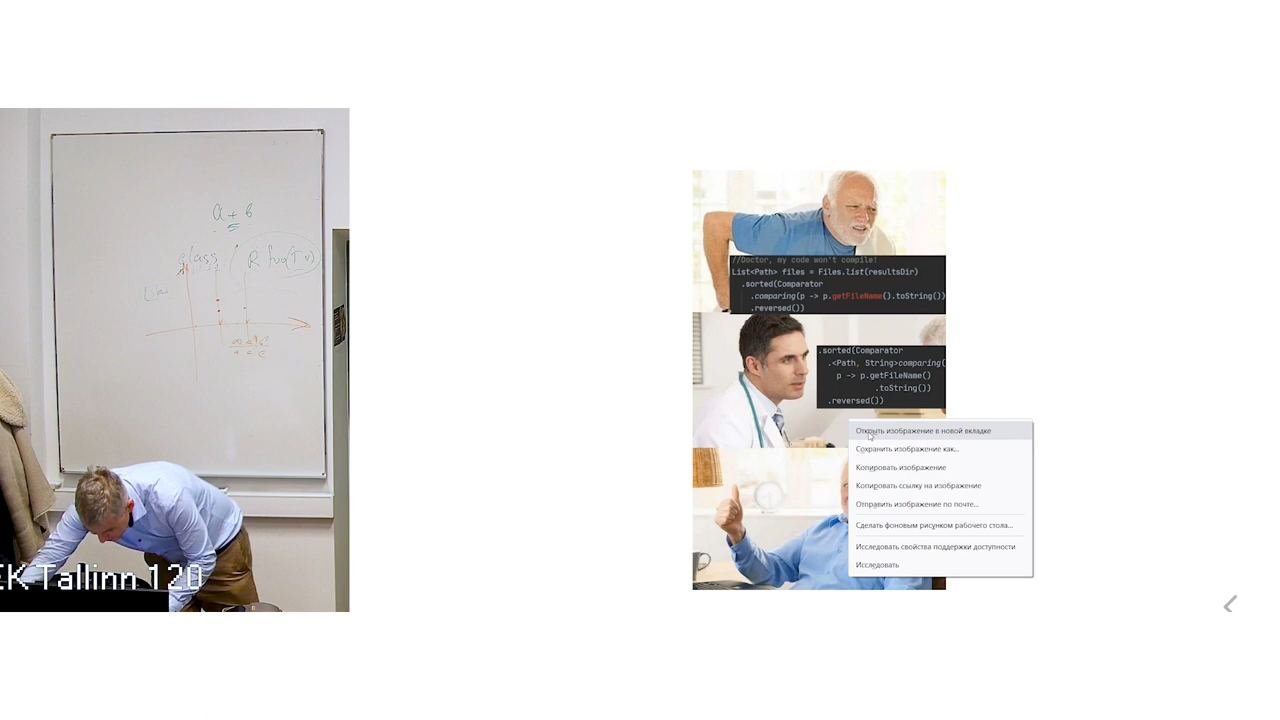 a + b
class
R fun(T v)
EK Tallinn 120
//Doctor, my code won't compile!
List<Path> files = Files.list(resultsDir)
.sorted(Comparator
.comparing(p -> p.getFileName().toString())
.reversed())
.sorted(Comparator
.<Path, String>comparing(
p -> p.getFileName()
.toString())
.reversed())
Открыть изображение в новой вкладке
Сохранить изображение как...
Копировать изображение
Копировать ссылку на изображение
Отправить изображение по почте...
Сделать фоновым рисунком рабочего стола...
Исследовать свойства поддержки доступности
Исследовать